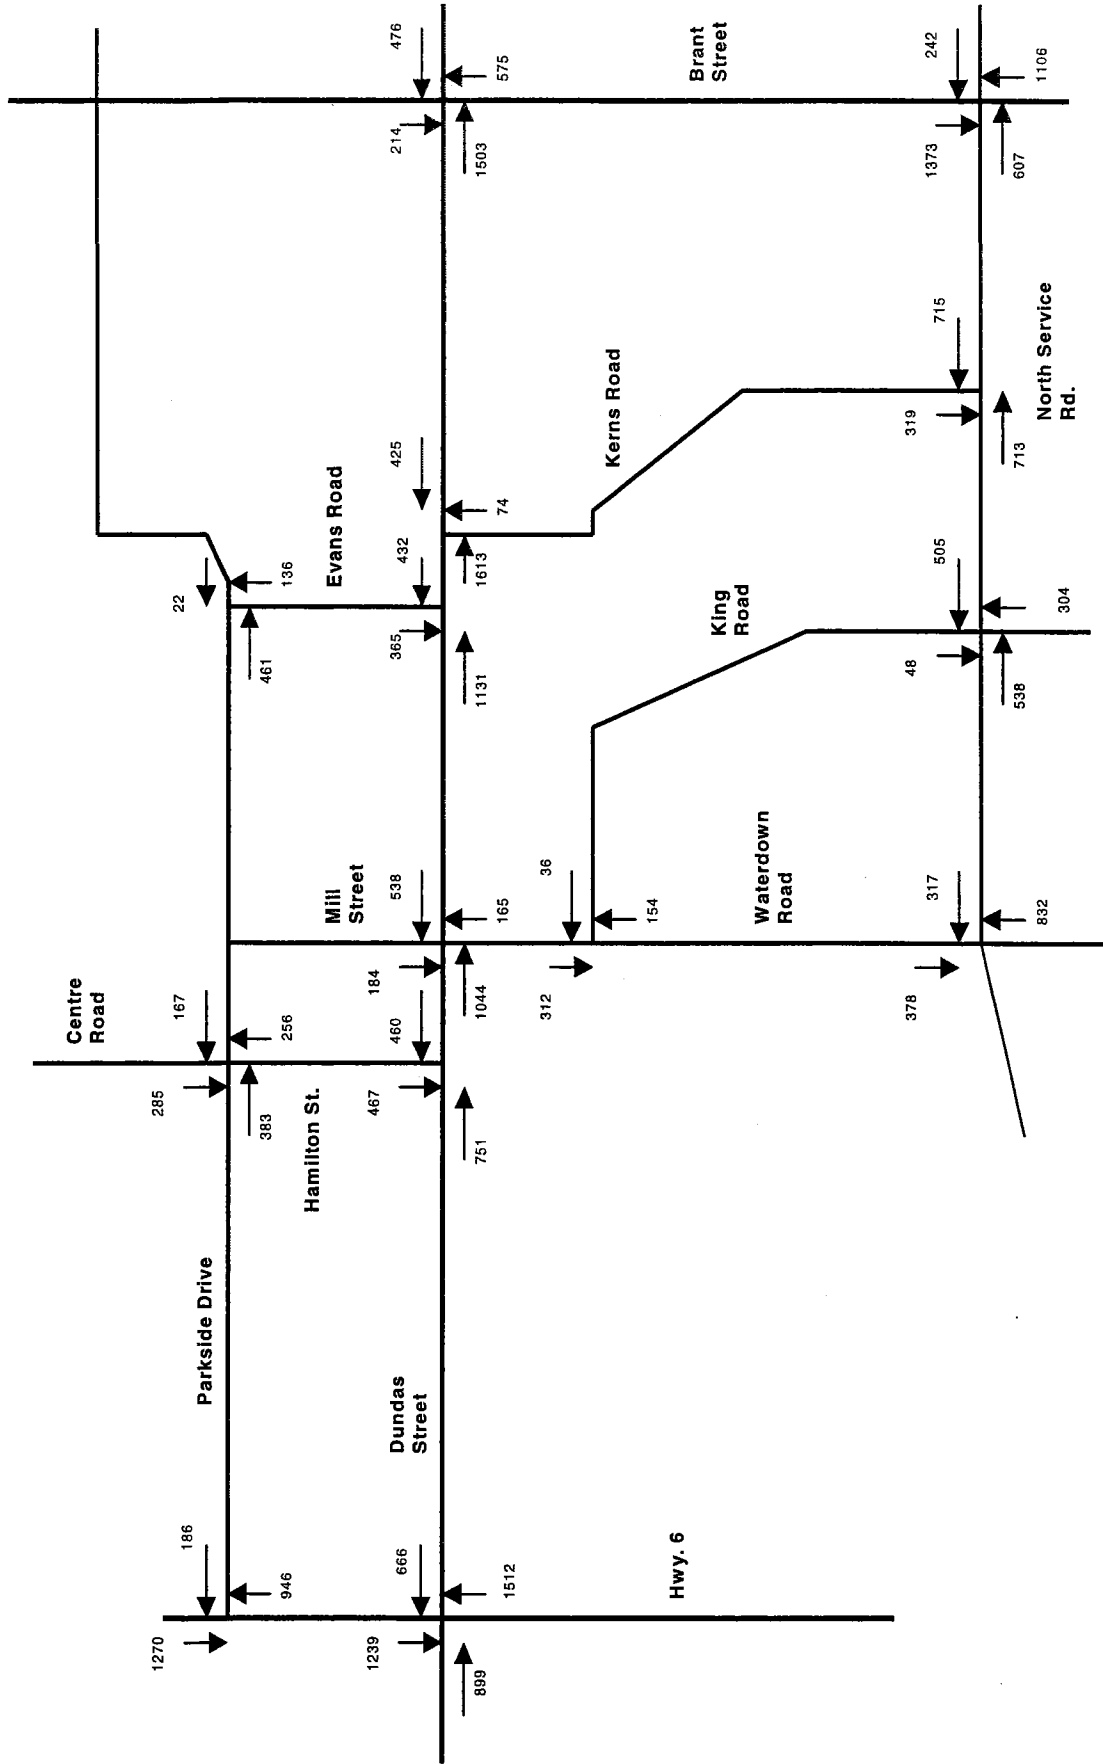 476
575
Brant
Street
242
1106
214
1503
1373
607
715
North Service
Rd.
425
Kerns Road
319
713
Evans Road
74
22
136
432
1613
505
461
365
1131
King
Road
304
48
538
Mill
Street
538
165
36
154
Waterdown
Road
317
832
Centre
Road
167
256
184
460
1044
312
378
285
383
467
Hamilton St.
751
Parkside Drive
Dundas
Street
186
946
666
1512
Hwy. 6
1270
1239
899